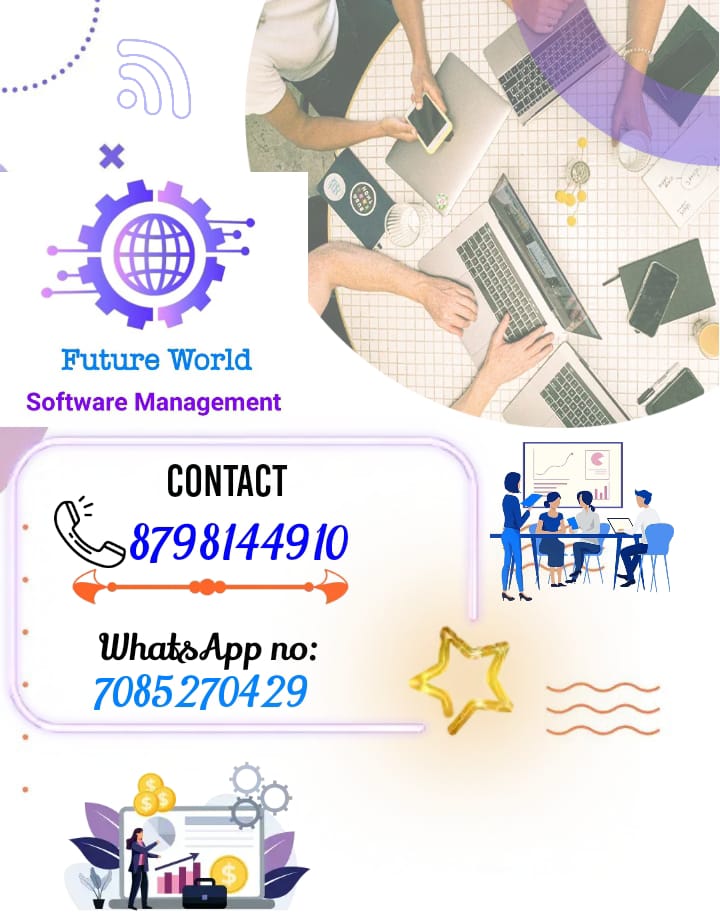 Future World
Software Management
CONTACT
8798144910
WhatsApp no:
7085270429